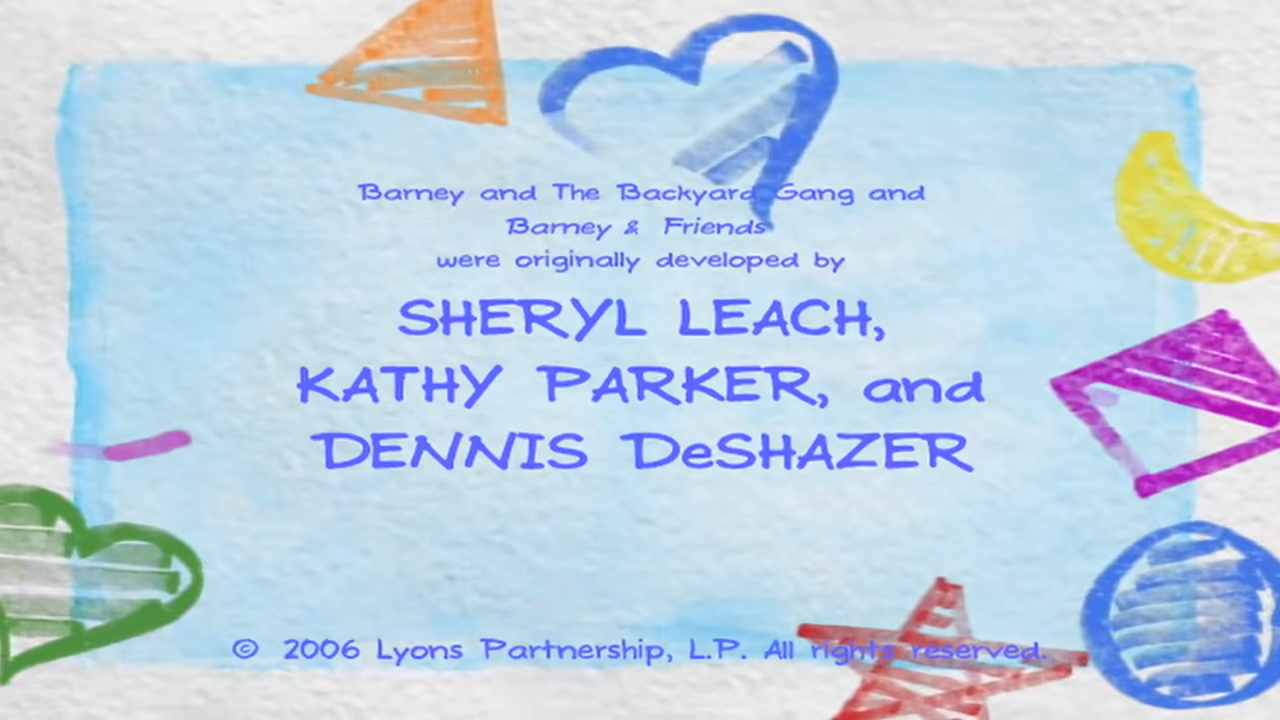 Barney and The Backyard Gang and
Barney & Friends
were originally developed by
SHERYL LEACH,
KATHY PARKER, and
DENNIS DeSHAZER
© 2006 Lyons Partnership, L.P. All rights reserved.